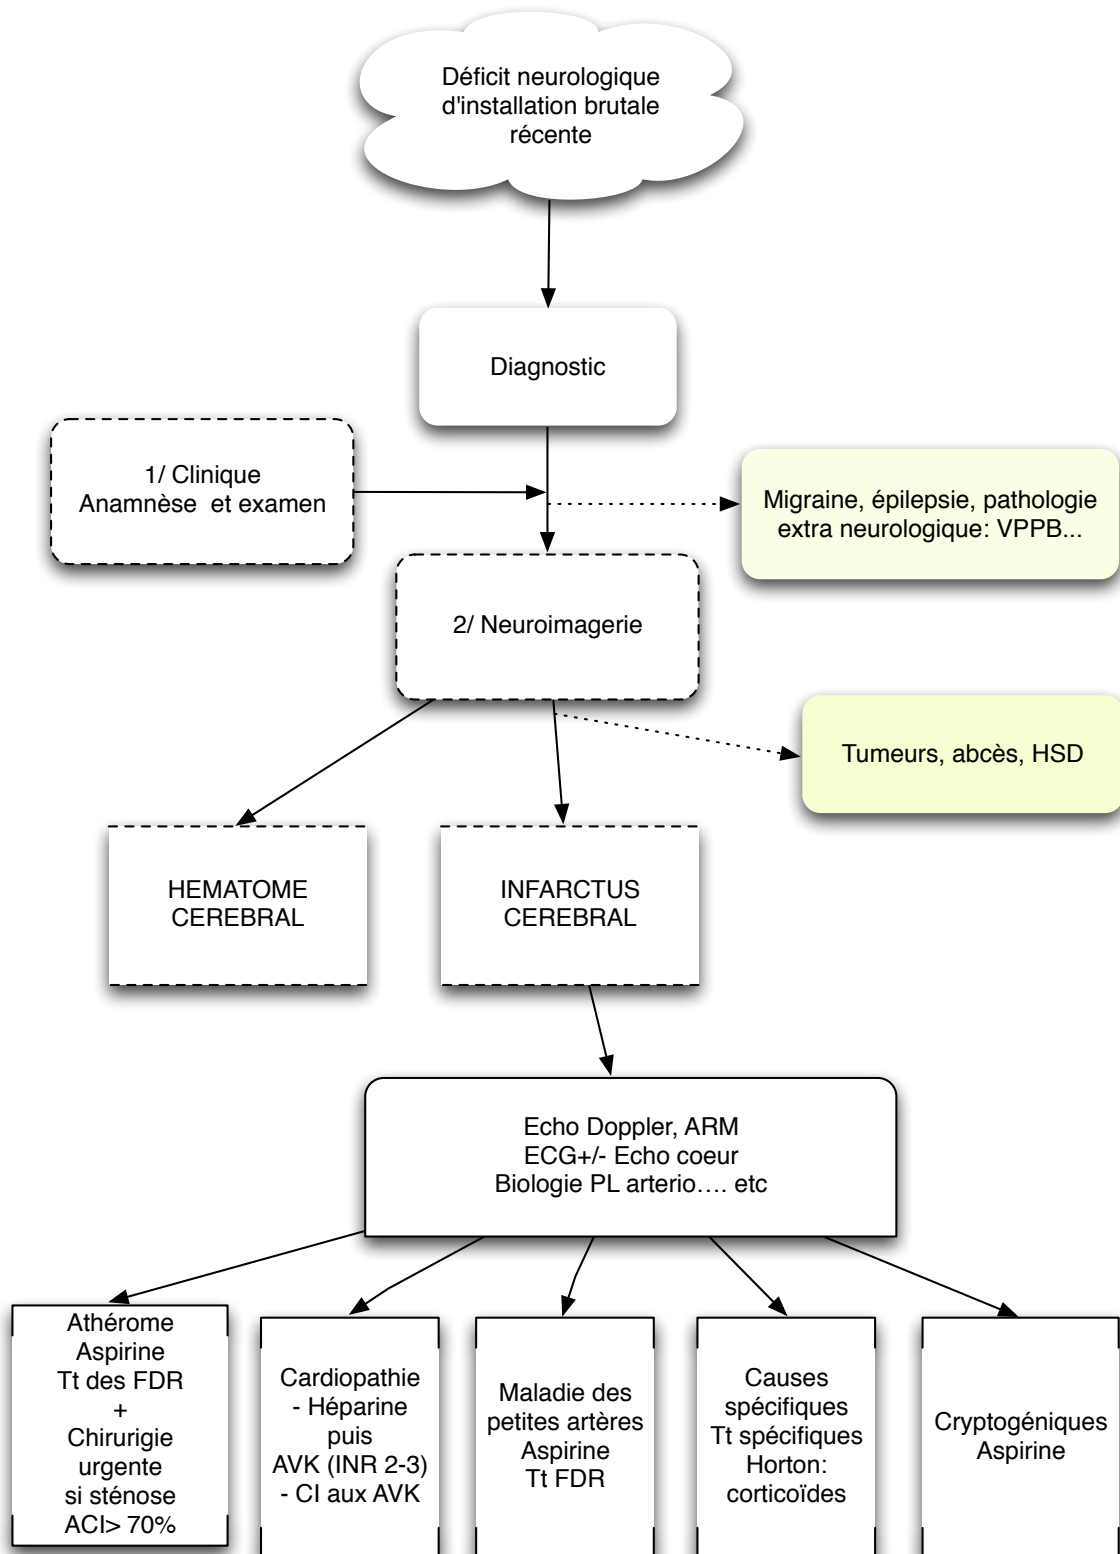 Déficit neurologique
d'installation brutale
récente
Diagnostic
1/ Clinique
Anamnèse et examen
Migraine, épilepsie, pathologie
extra neurologique: VPPB...
2/ Neuroimagerie
Tumeurs, abcès, HSD
HEMATOME
CEREBRAL
INFARCTUS
CEREBRAL
Echo Doppler, ARM
ECG+/- Echo coeur
Biologie PL arterio.... etc
Athérome
Aspirine
Tt des FDR
+
Chirurigie
urgente
si sténose
ACI> 70%
Cardiopathie
- Héparine
puis
AVK (INR 2-3)
- CI aux AVK
Maladie des
petites artères
Aspirine
Tt FDR
Causes
spécifiques
Tt spécifiques
Horton:
corticoïdes
Cryptogéniques
Aspirine